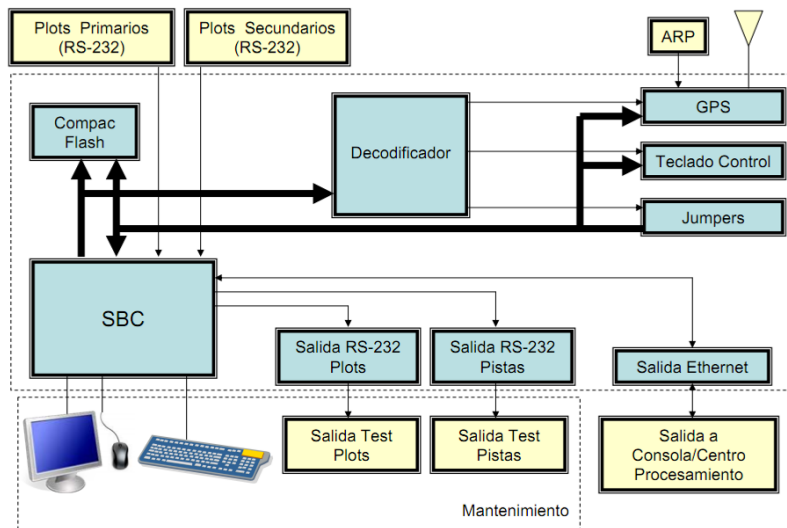 Plots Primarios
(RS-232)
Plots Secundarios
(RS-232)
ARP
Compac
Flash
Decodificador
GPS
Teclado Control
Jumpers
SBC
Salida RS-232
Plots
Salida RS-232
Pistas
Salida Ethernet
Salida Test
Plots
Salida Test
Pistas
Salida a
Consola/Centro
Procesamiento
Mantenimiento